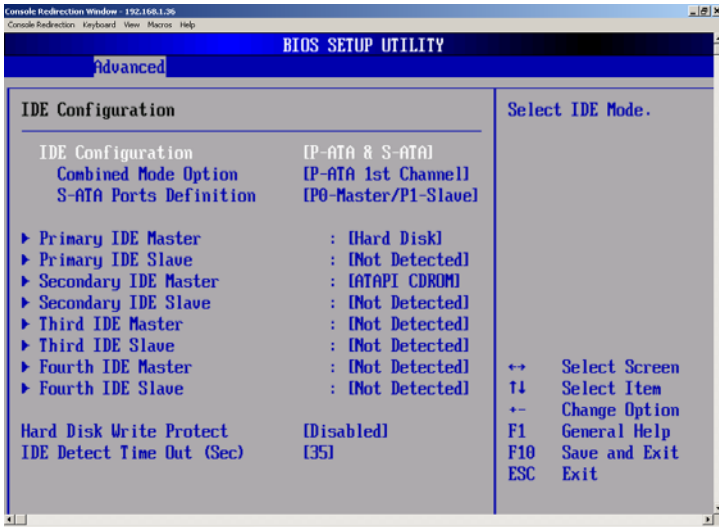 Console Redirection Window - 192.168.1.36
Console Redirection Keyboard View Macros Help
BIOS SETUP UTILITY
Advanced
IDE Configuration
IDE Configuration [P-ATA & S-ATA]
Combined Mode Option [P-ATA 1st Channel]
S-ATA Ports Definition [P0-Master/P1-Slave]
▶ Primary IDE Master : [Hard Disk]
▶ Primary IDE Slave : [Not Detected]
▶ Secondary IDE Master : [ATAPI CDROM]
▶ Secondary IDE Slave : [Not Detected]
▶ Third IDE Master : [Not Detected]
▶ Third IDE Slave : [Not Detected]
▶ Fourth IDE Master : [Not Detected]
▶ Fourth IDE Slave : [Not Detected]
Hard Disk Write Protect [Disabled]
IDE Detect Time Out (Sec) [35]
Select IDE Mode.
↔ Select Screen
↑↓ Select Item
+- Change Option
F1 General Help
F10 Save and Exit
ESC Exit